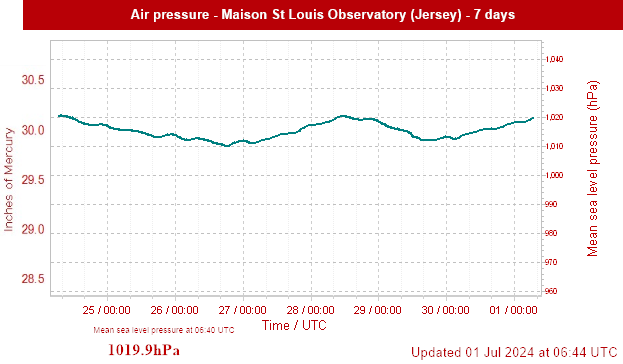 Air pressure - Maison St Louis Observatory (Jersey) - 7 days
Inches of Mercury
30.5
30.0
29.5
29.0
28.5
1,040
1,030
1,020
1,010
1,000
990
980
970
960
Mean sea level pressure (hPa)
25 / 00:00 26 / 00:00 27 / 00:00 28 / 00:00 29 / 00:00 30 / 00:00 01 / 00:00
Time / UTC
Mean sea level pressure at 06:40 UTC
1019.9hPa
Updated 01 Jul 2024 at 06:44 UTC